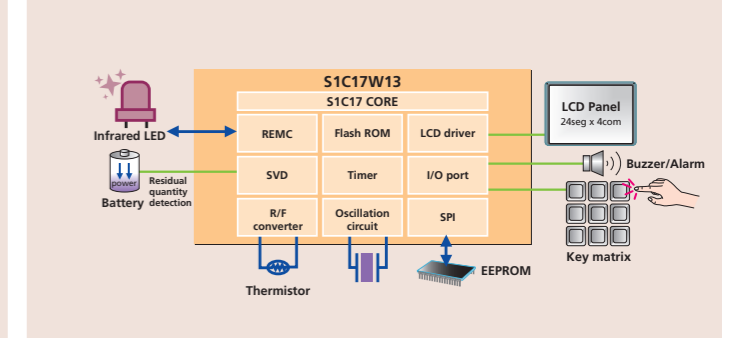 S1C17W13
S1C17 CORE
Infrared LED
REMC
Flash ROM
LCD driver
LCD Panel
24seg x 4com
power
Battery
Residual
quantity
detection
SVD
Timer
I/O port
Buzzer/Alarm
R/F
converter
Oscillation
circuit
SPI
Key matrix
Thermistor
EEPROM